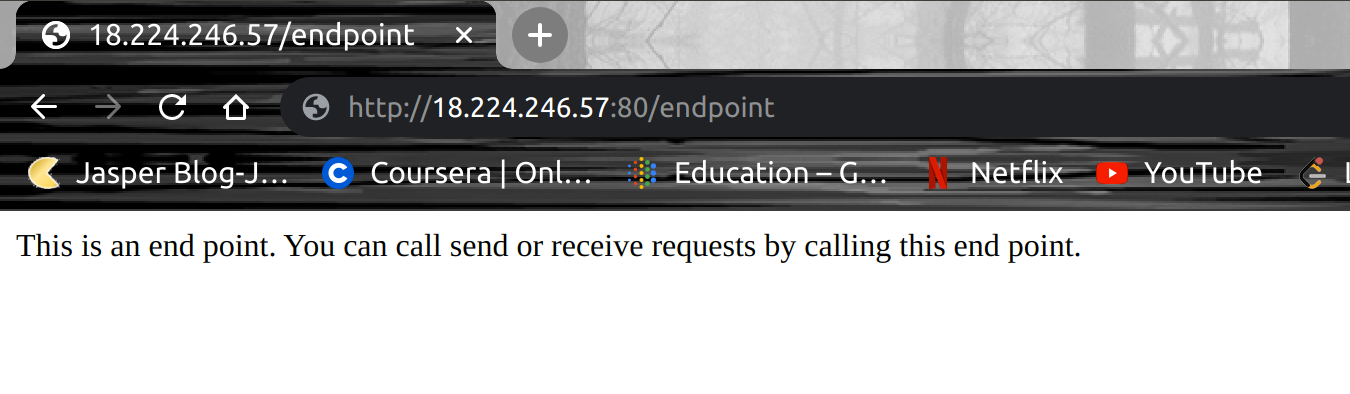 18.224.246.57/endpoint
http://18.224.246.57:80/endpoint
Jasper Blog-J... Coursera | Onl... Education – G... Netflix YouTube
This is an end point. You can call send or receive requests by calling this end point.